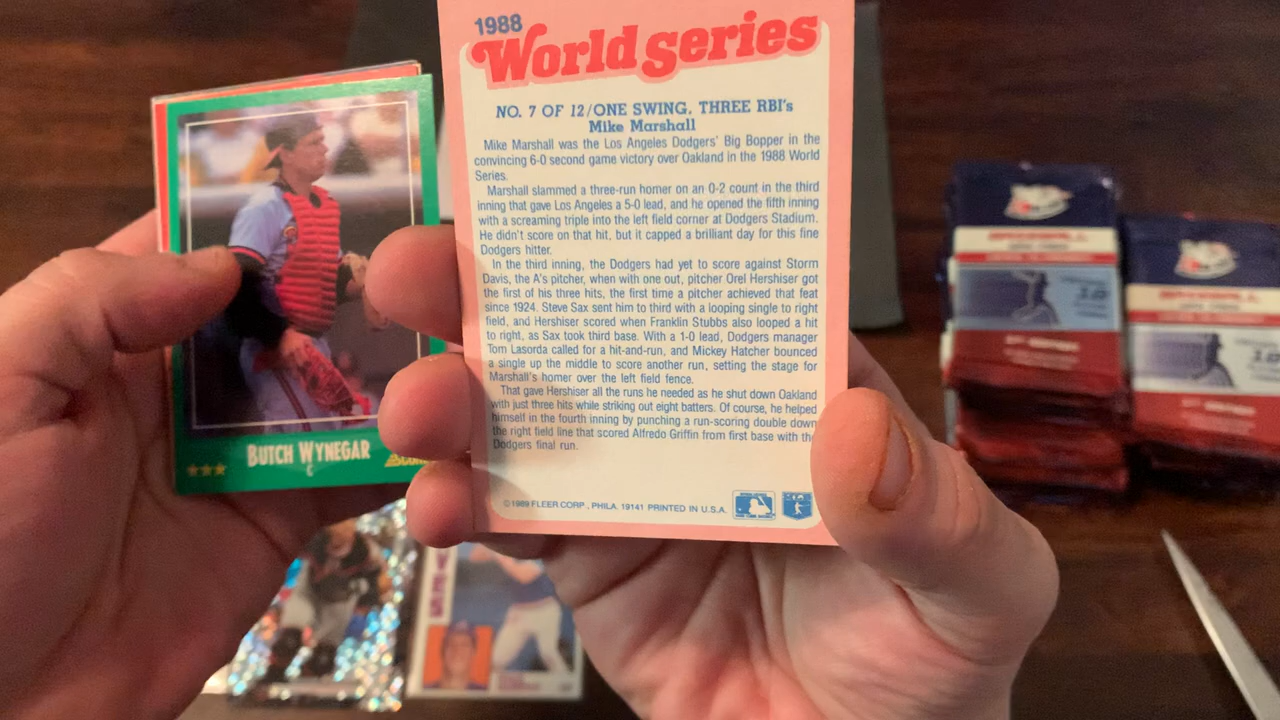 1988
World series
NO. 7 OF 12/ONE SWING, THREE RBI's
Mike Marshall
Mike Marshall was the Los Angeles Dodgers' Big Bopper in the
convincing 6-0 second game victory over Oakland in the 1988 World
Series.
Marshall slammed a three-run homer on an 0-2 count in the third
inning that gave Los Angeles a 5-0 lead, and he opened the fifth inning
with a screaming triple into the left field corner at Dodgers Stadium.
He didn't score on that hit, but it capped a brilliant day for this fine
Dodgers hitter.
In the third inning, the Dodgers had yet to score against Storm
Davis, the A's pitcher, when with one out, pitcher Orel Hershiser got
the first of his three hits, the first time a pitcher achieved that feat
since 1924. Steve Sax sent him to third with a looping single to right
field, and Hershiser scored when Franklin Stubbs also looped a hit
to right, as Sax took third base. With a 1-0 lead, Dodgers manager
Tom Lasorda called for a hit-and-run, and Mickey Hatcher bounced
a single up the middle to score another run, setting the stage for
Marshall's homer over the left field fence.
That gave Hershiser all the runs he needed as he shut down Oakland
with just three hits while striking out eight batters. Of course, he helped
himself in the fourth inning by punching a run-scoring double down
the right field line that scored Alfredo Griffin from first base with the
Dodgers final run.
© 1989 FLEER CORP., PHILA. 19141 PRINTED IN U.S.A.
BUTCH WYNEGAR
C